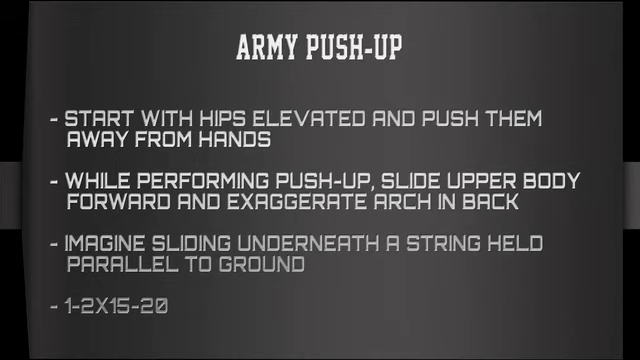 ARMY PUSH-UP
- START WITH HIPS ELEVATED AND PUSH THEM
AWAY FROM HANDS
- WHILE PERFORMING PUSH-UP, SLIDE UPPER BODY
FORWARD AND EXAGGERATE ARCH IN BACK
- IMAGINE SLIDING UNDERNEATH A STRING HELD
PARALLEL TO GROUND
- 1-2X15-20